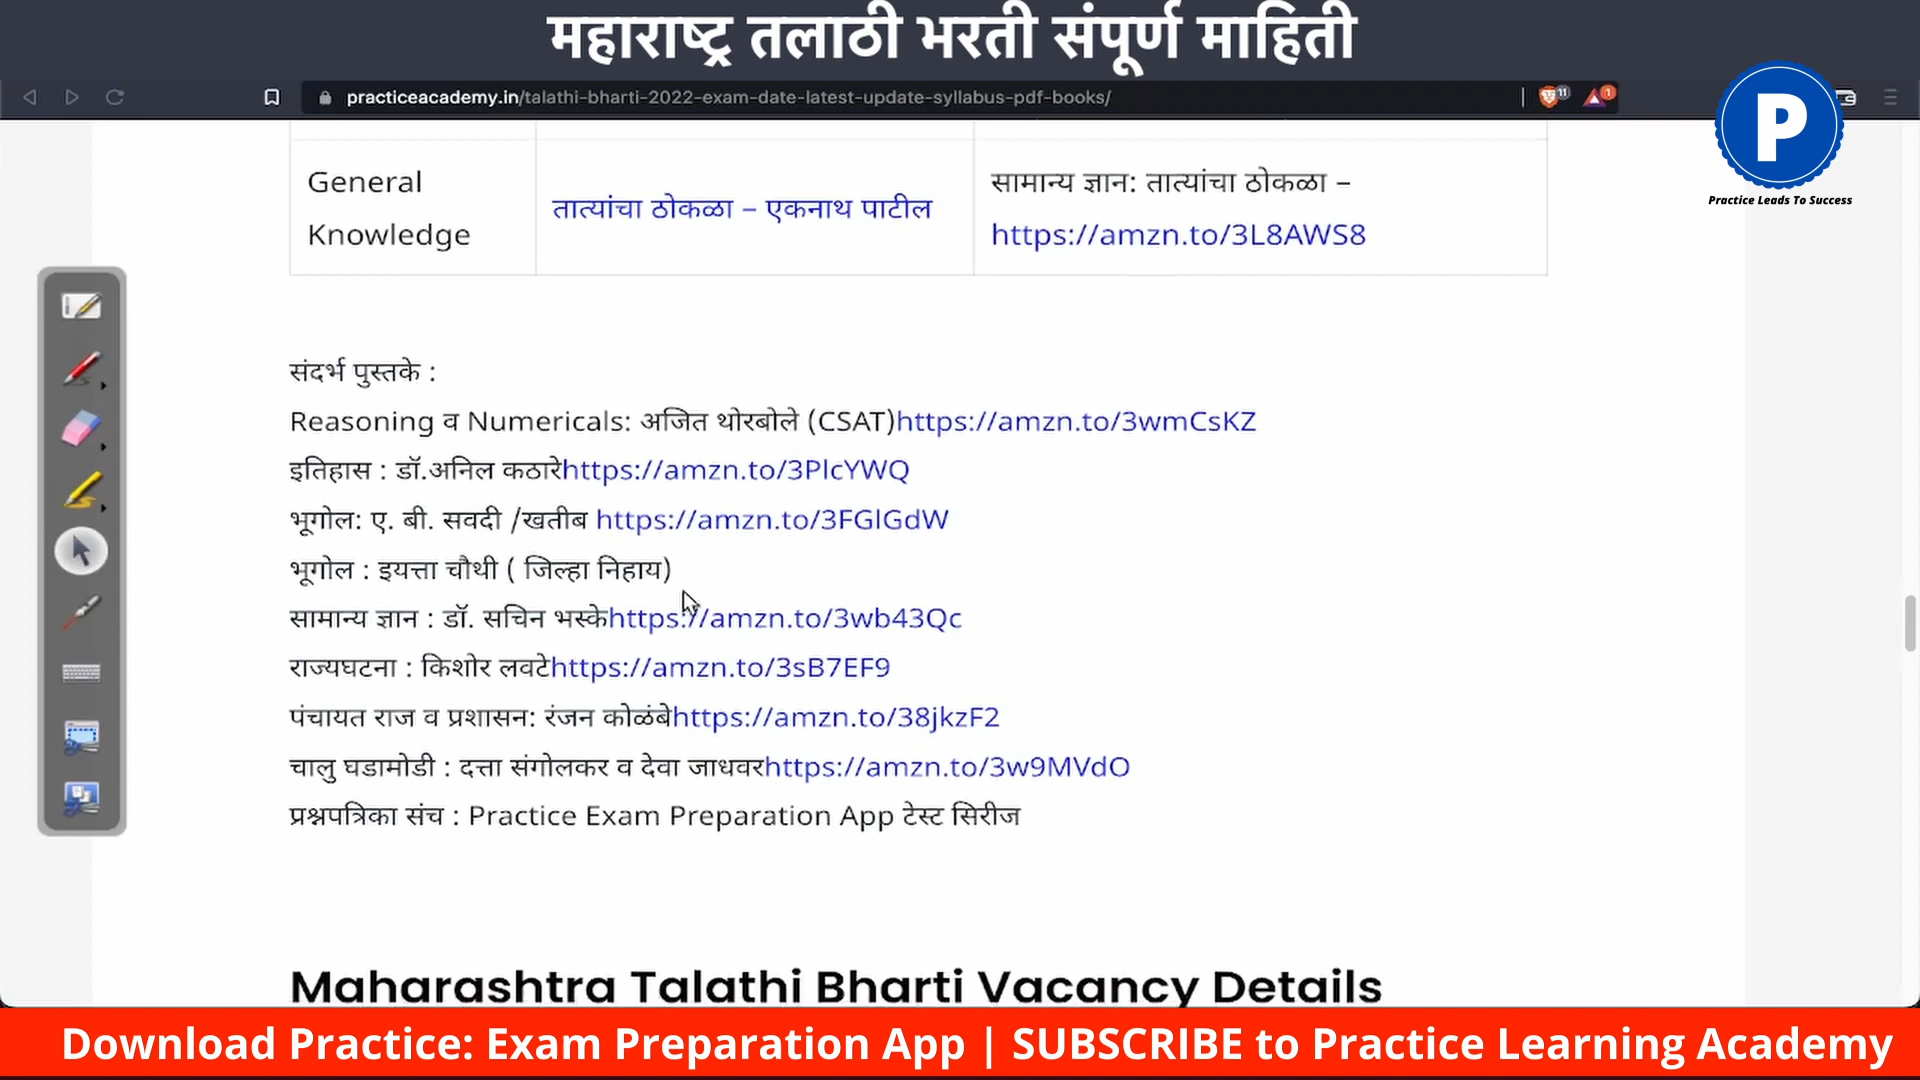 महाराष्ट्र तलाठी भरती संपूर्ण माहिती
practiceacademy.in/talathi-bharti-2022-exam-date-latest-update-syllabus-pdf-books/
11
1
P
Practice Leads To Success
General Knowledge
तात्यांचा ठोकळा – एकनाथ पाटील
सामान्य ज्ञान: तात्यांचा ठोकळा –
https://amzn.to/3L8AWS8
संदर्भ पुस्तके :
Reasoning व Numericals: अजित थोरबोले (CSAT)https://amzn.to/3wmCsKZ
इतिहास : डॉ.अनिल कठारेhttps://amzn.to/3PlcYWQ
भूगोल: ए. बी. सवदी /खतीब https://amzn.to/3FGlGdW
भूगोल : इयत्ता चौथी ( जिल्हा निहाय)
सामान्य ज्ञान : डॉ. सचिन भस्केhttps://amzn.to/3wb43Qc
राज्यघटना : किशोर लवटेhttps://amzn.to/3sB7EF9
पंचायत राज व प्रशासन: रंजन कोळंबेhttps://amzn.to/38jkzF2
चालु घडामोडी : दत्ता संगोलकर व देवा जाधवरhttps://amzn.to/3w9MVdO
प्रश्नपत्रिका संच : Practice Exam Preparation App टेस्ट सिरीज
Maharashtra Talathi Bharti Vacancy Details
Download Practice: Exam Preparation App | SUBSCRIBE to Practice Learning Academy